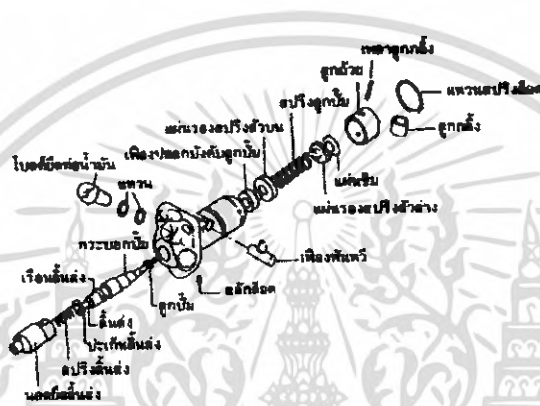 เพลาลูกกลิ้ง
ลูกถ้วย
แหวนสปริงล็อค
สปริงลูกปั๊ม
ลูกกลิ้ง
แผ่นรองสปริงตัวบน
เฟืองปลอกบังคับลูกปั๊ม
แผ่นชิม
โบลต์ยึดท่อน้ำมัน
แหวน
แผ่นรองสปริงตัวล่าง
กระบอกปั๊ม
เฟืองหันหวี
เรือนลิ้นส่ง
สลักล็อค
ลูกปั๊ม
ลิ้นส่ง
ปะเก็นลิ้นส่ง
สปริงลิ้นส่ง
นอตยึดลิ้นส่ง